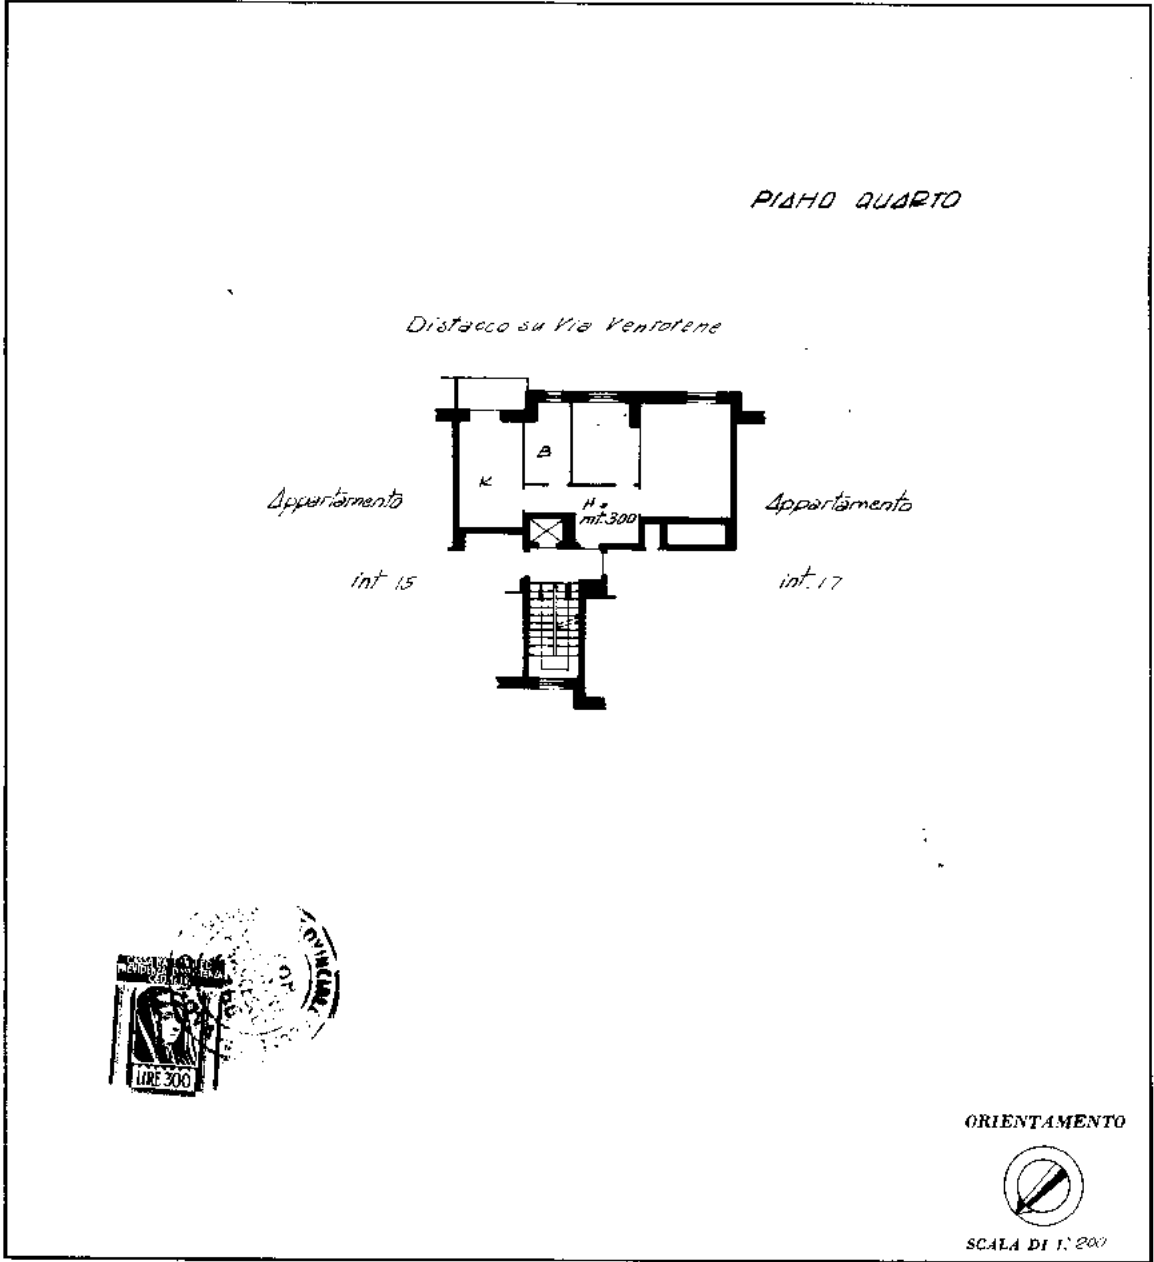 PIANO QUARTO
Distacco su Via Ventotene
B
K
Appartamento
H =
mt. 300
Appartamento
int 15
int. 17
OVINCIALE
LIRE 300
ORIENTAMENTO
SCALA DI 1: 200